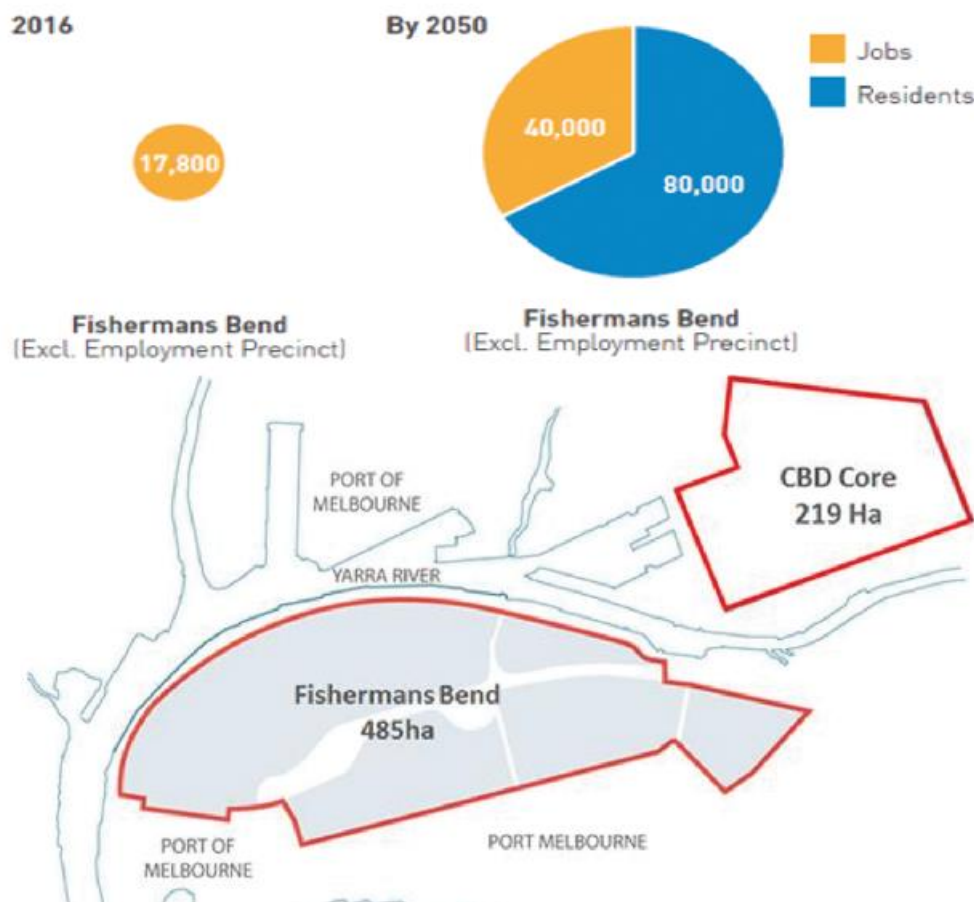 2016
By 2050
Jobs
Residents
17,800
40,000
80,000
Fishermans Bend
(Excl. Employment Precinct)
Fishermans Bend
(Excl. Employment Precinct)
PORT OF
MELBOURNE
CBD Core
219 Ha
YARRA RIVER
Fishermans Bend
485ha
PORT OF
MELBOURNE
PORT MELBOURNE